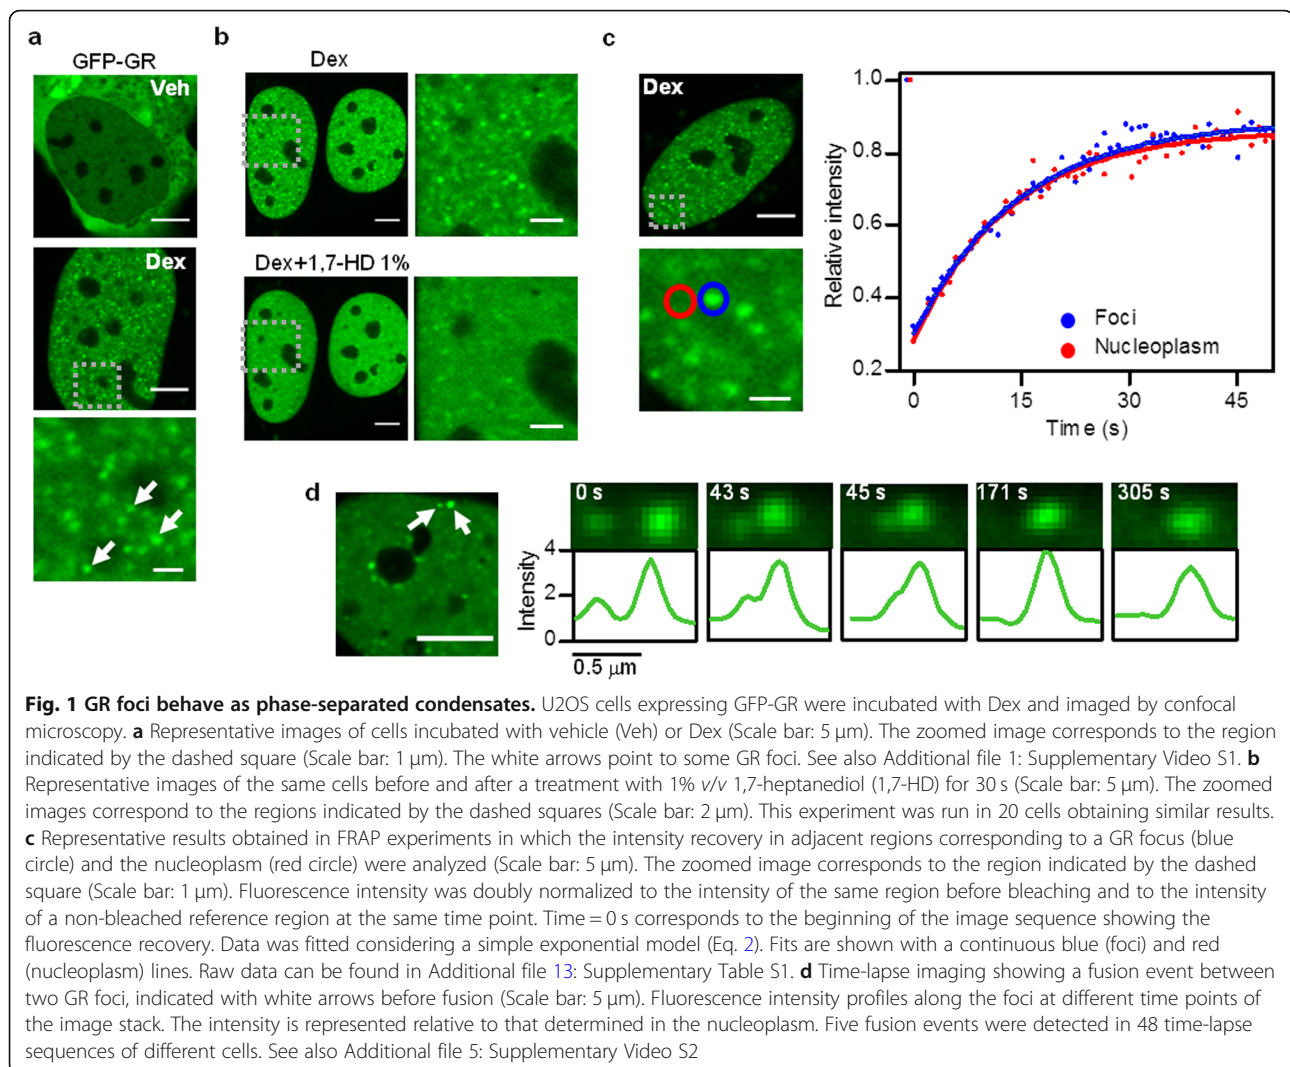 a
GFP-GR
Veh
Dex
b
Dex
Dex+1,7-HD 1%
c
Dex
1.0
0.8
0.6
0.4
0.2
Relative intensity
Foci
Nucleoplasm
0 15 30 45
Time (s)
d
0 s 43 s 45 s 171 s 305 s
4
2
0
Intensity
0.5 μm
Fig. 1 GR foci behave as phase-separated condensates. U2OS cells expressing GFP-GR were incubated with Dex and imaged by confocal
microscopy. a Representative images of cells incubated with vehicle (Veh) or Dex (Scale bar: 5 μm). The zoomed image corresponds to the region
indicated by the dashed square (Scale bar: 1 μm). The white arrows point to some GR foci. See also Additional file 1: Supplementary Video S1. b
Representative images of the same cells before and after a treatment with 1% v/v 1,7-heptanediol (1,7-HD) for 30 s (Scale bar: 5 μm). The zoomed
images correspond to the regions indicated by the dashed squares (Scale bar: 2 μm). This experiment was run in 20 cells obtaining similar results.
c Representative results obtained in FRAP experiments in which the intensity recovery in adjacent regions corresponding to a GR focus (blue
circle) and the nucleoplasm (red circle) were analyzed (Scale bar: 5 μm). The zoomed image corresponds to the region indicated by the dashed
square (Scale bar: 1 μm). Fluorescence intensity was doubly normalized to the intensity of the same region before bleaching and to the intensity
of a non-bleached reference region at the same time point. Time = 0 s corresponds to the beginning of the image sequence showing the
fluorescence recovery. Data was fitted considering a simple exponential model (Eq. 2). Fits are shown with a continuous blue (foci) and red
(nucleoplasm) lines. Raw data can be found in Additional file 13: Supplementary Table S1. d Time-lapse imaging showing a fusion event between
two GR foci, indicated with white arrows before fusion (Scale bar: 5 μm). Fluorescence intensity profiles along the foci at different time points of
the image stack. The intensity is represented relative to that determined in the nucleoplasm. Five fusion events were detected in 48 time-lapse
sequences of different cells. See also Additional file 5: Supplementary Video S2